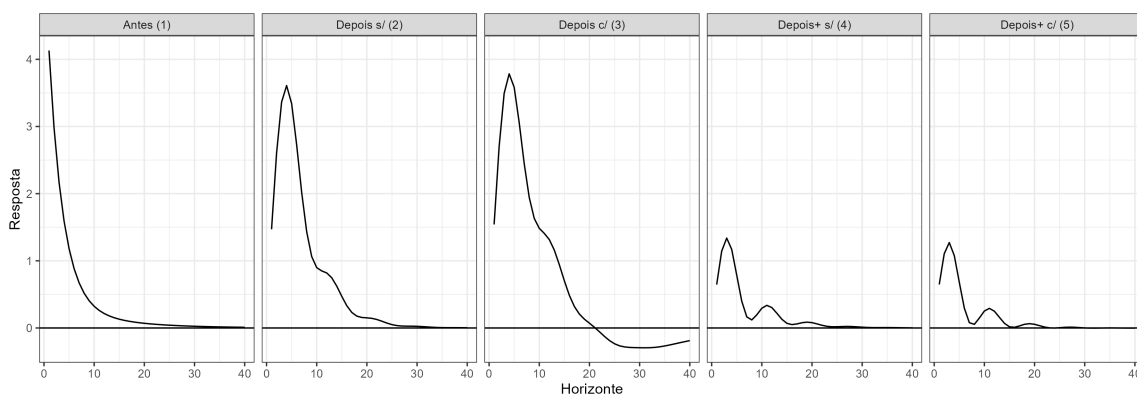 Antes (1) Depois s/ (2) Depois c/ (3) Depois+ s/ (4) Depois+ c/ (5)
4
3
2
1
0
Resposta
0 10 20 30 40 0 10 20 30 40 0 10 20 30 40 0 10 20 30 40 0 10 20 30 40
Horizonte